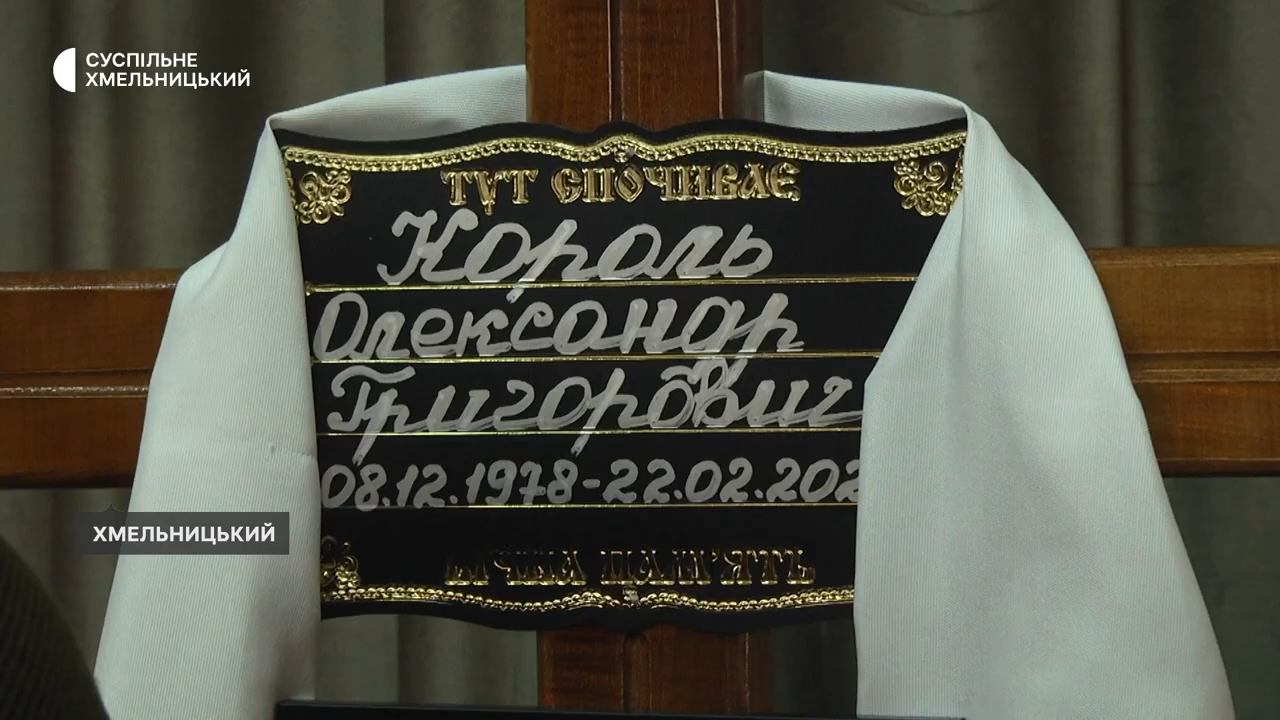 СУСПІЛЬНЕ
ХМЕЛЬНИЦЬКИЙ
ТУТ СПОЧИВАЄ
Король
Олександр
Григорович
08.12.1978-22.02.202
ХМЕЛЬНИЦЬКИЙ
ВІЧНА ПАМ'ЯТЬ